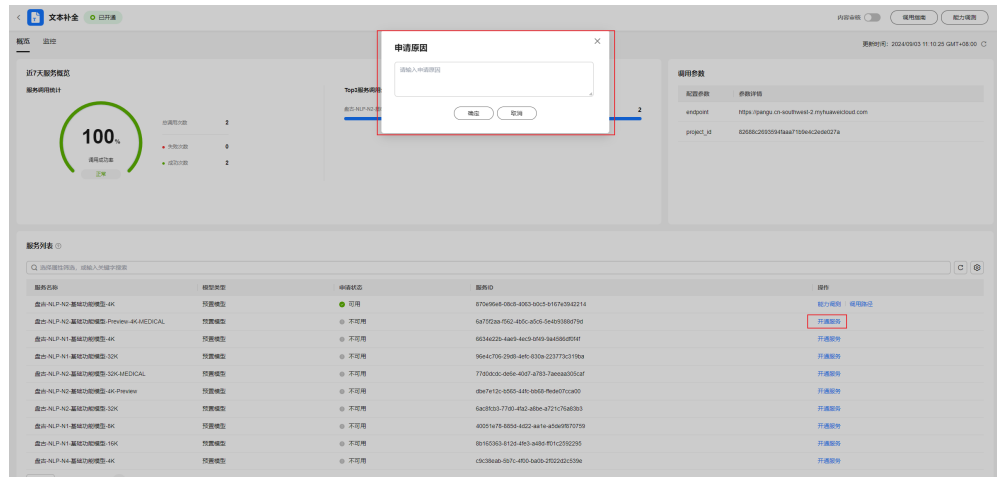 文本补全 已开通 内容审核 调用指南 能力调测
概览 监控 更新时间: 2024/09/03 11:10:25 GMT+08:00
申请原因
请输入申请原因
确定 取消
近7天服务概览
服务调用统计
100%
调用成功率
正常
总调用次数 2
失败次数 0
成功次数 2
Top3服务调用
盘古-NLP-N2-基 2
调用参数
配置参数 参数详情
endpoint https://pangu.cn-southwest-2.myhuaweicloud.com
project_id
服务列表
选择属性筛选，或输入关键字搜索
服务名称 模型类型 申请状态 服务ID 操作
盘古-NLP-N2-基础功能模型-4K 预置模型 可用 能力调测 调用路径
盘古-NLP-N2-基础功能模型-Preview-4K-MEDICAL 预置模型 不可用 开通服务
盘古-NLP-N1-基础功能模型-4K 预置模型 不可用 开通服务
盘古-NLP-N1-基础功能模型-32K 预置模型 不可用 开通服务
盘古-NLP-N2-基础功能模型-32K-MEDICAL 预置模型 不可用 开通服务
盘古-NLP-N2-基础功能模型-4K-Preview 预置模型 不可用 开通服务
盘古-NLP-N2-基础功能模型-32K 预置模型 不可用 开通服务
盘古-NLP-N1-基础功能模型-8K 预置模型 不可用 开通服务
盘古-NLP-N1-基础功能模型-16K 预置模型 不可用 开通服务
盘古-NLP-N4-基础功能模型-4K 预置模型 不可用 开通服务